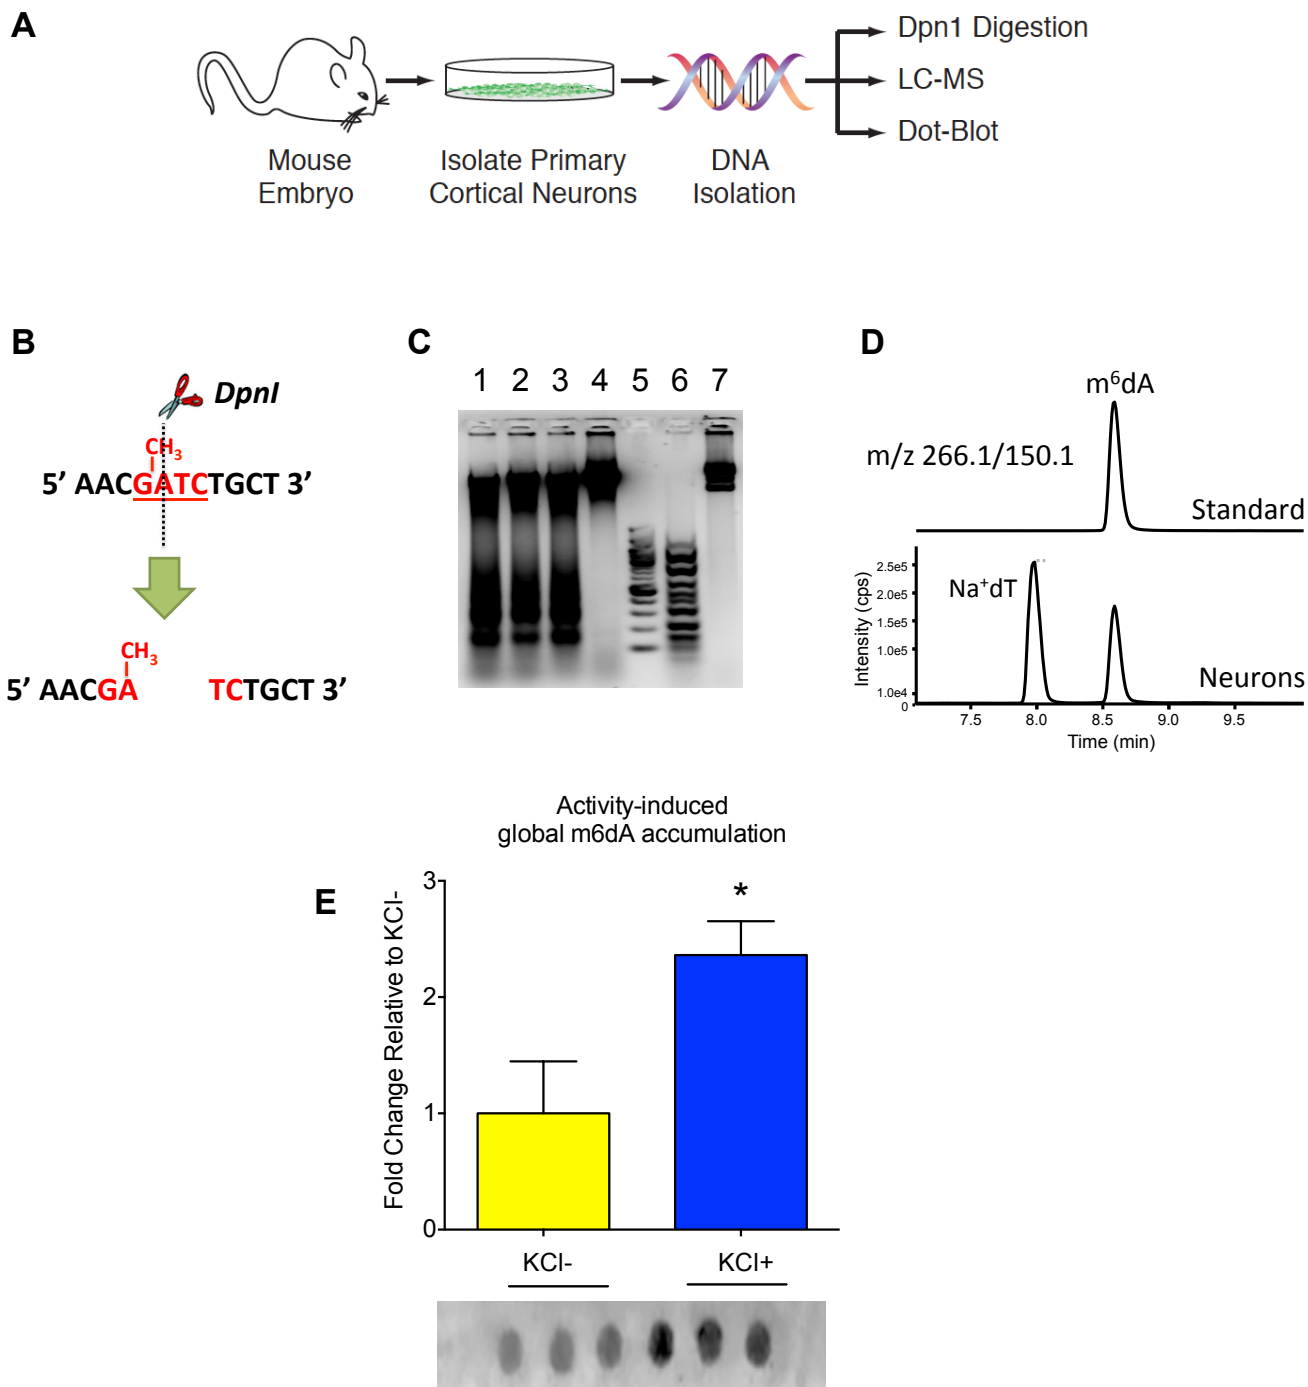 A
Mouse
Embryo
Isolate Primary
Cortical Neurons
DNA
Isolation
Dpn1 Digestion
LC-MS
Dot-Blot
B
DpnI
CH3
5’ AACGATCTGCT 3’
CH3
5’ AACGA TCTGCT 3’
C
1 2 3 4 5 6 7
D
m⁶dA
m/z 266.1/150.1
Standard
Intensity (cps)
2.5e5
2.0e5
1.5e5
1.0e5
1.0e4
0
Na⁺dT
Neurons
7.5 8.0 8.5 9.0 9.5
Time (min)
E
Activity-induced
global m6dA accumulation
Fold Change Relative to KCl-
3
2
1
0
*
KCl- KCl+